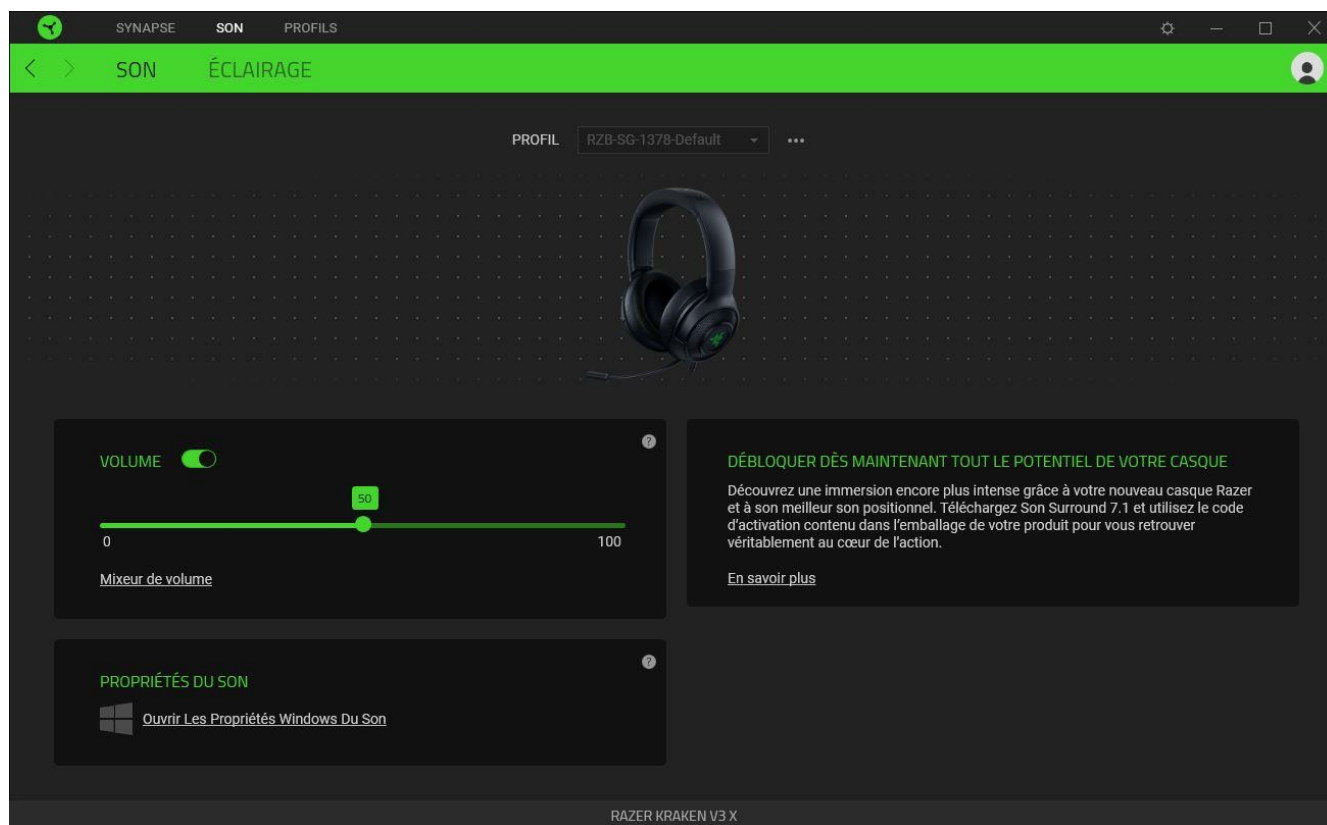 SYNAPSE SON PROFILS
SON ÉCLAIRAGE
PROFIL RZB-SG-1378-Default
VOLUME
50
0 100
Mixeur de volume
DÉBLOQUER DÈS MAINTENANT TOUT LE POTENTIEL DE VOTRE CASQUE
Découvrez une immersion encore plus intense grâce à votre nouveau casque Razer
et à son meilleur son positionnel. Téléchargez Son Surround 7.1 et utilisez le code
d'activation contenu dans l'emballage de votre produit pour vous retrouver
véritablement au cœur de l'action.
En savoir plus
PROPRIÉTÉS DU SON
Ouvrir Les Propriétés Windows Du Son
RAZER KRAKEN V3 X